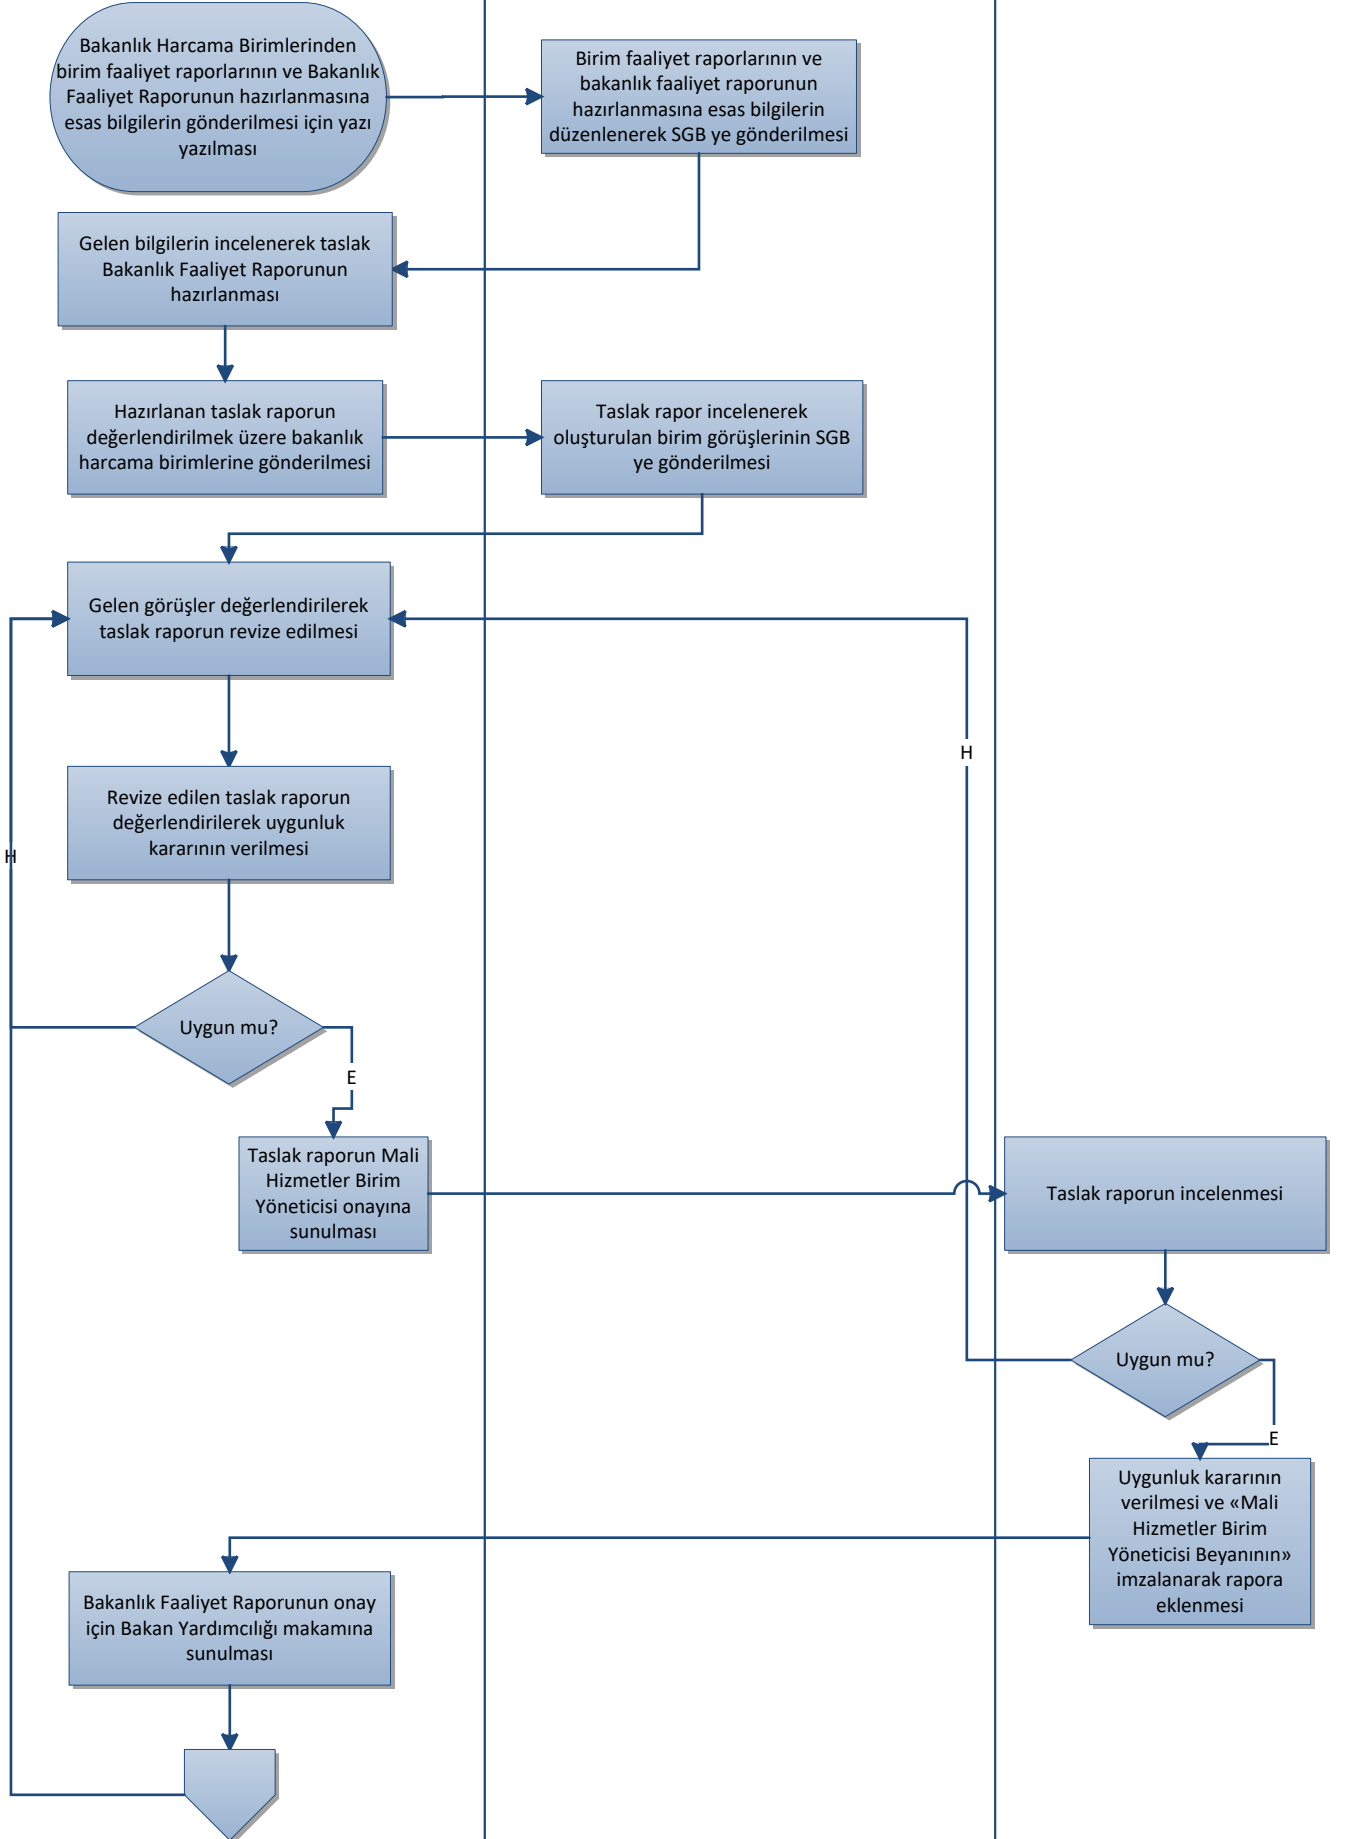 Bakanlık Harcama Birimlerinden
birim faaliyet raporlarının ve Bakanlık
Faaliyet Raporunun hazırlanmasına
esas bilgilerin gönderilmesi için yazı
yazılması
Birim faaliyet raporlarının ve
bakanlık faaliyet raporunun
hazırlanmasına esas bilgilerin
düzenlenerek SGB ye gönderilmesi
Gelen bilgilerin incelenerek taslak
Bakanlık Faaliyet Raporunun
hazırlanması
Hazırlanan taslak raporun
değerlendirilmek üzere bakanlık
harcama birimlerine gönderilmesi
Taslak rapor incelenerek
oluşturulan birim görüşlerinin SGB
ye gönderilmesi
Gelen görüşler değerlendirilerek
taslak raporun revize edilmesi
H
Revize edilen taslak raporun
değerlendirilerek uygunluk
kararının verilmesi
H
Uygun mu?
E
Taslak raporun Mali
Hizmetler Birim
Yöneticisi onayına
sunulması
Taslak raporun incelenmesi
Uygun mu?
E
Uygunluk kararının
verilmesi ve «Mali
Hizmetler Birim
Yöneticisi Beyanının»
imzalanarak rapora
eklenmesi
Bakanlık Faaliyet Raporunun onay
için Bakan Yardımcılığı makamına
sunulması